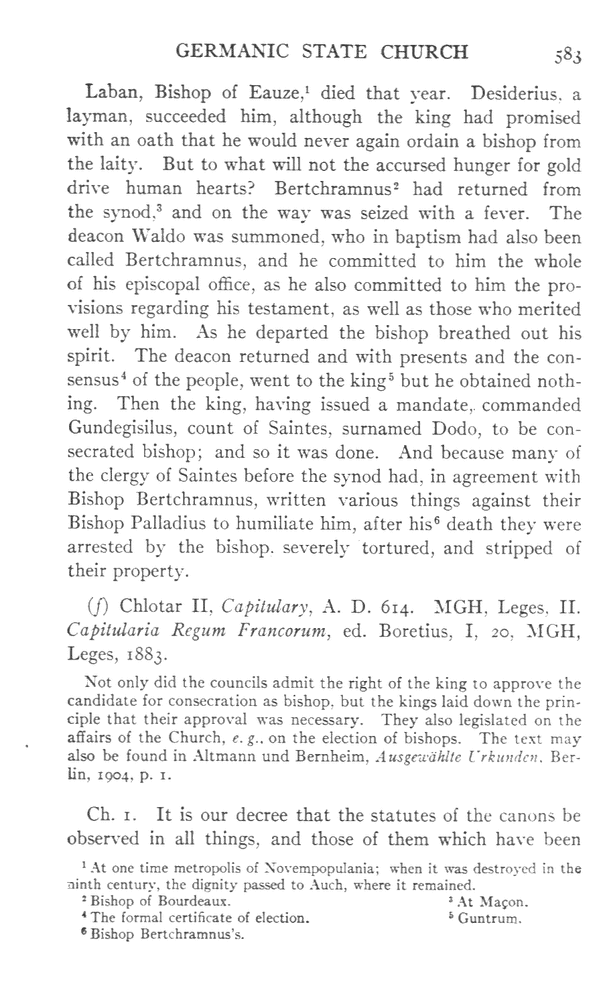 GERMANIC STATE CHURCH 583
Laban, Bishop of Eauze,¹ died that year. Desiderius, a
layman, succeeded him, although the king had promised
with an oath that he would never again ordain a bishop from
the laity. But to what will not the accursed hunger for gold
drive human hearts? Bertchramnus² had returned from
the synod,³ and on the way was seized with a fever. The
deacon Waldo was summoned, who in baptism had also been
called Bertchramnus, and he committed to him the whole
of his episcopal office, as he also committed to him the pro-
visions regarding his testament, as well as those who merited
well by him. As he departed the bishop breathed out his
spirit. The deacon returned and with presents and the con-
sensus⁴ of the people, went to the king⁵ but he obtained noth-
ing. Then the king, having issued a mandate, commanded
Gundegisilus, count of Saintes, surnamed Dodo, to be con-
secrated bishop; and so it was done. And because many of
the clergy of Saintes before the synod had, in agreement with
Bishop Bertchramnus, written various things against their
Bishop Palladius to humiliate him, after his⁶ death they were
arrested by the bishop. severely tortured, and stripped of
their property.
(f) Chlotar II, Capitulary, A. D. 614. MGH, Leges, II.
Capitularia Regum Francorum, ed. Boretius, I, 20, MGH,
Leges, 1883.
Not only did the councils admit the right of the king to approve the
candidate for consecration as bishop, but the kings laid down the prin-
ciple that their approval was necessary. They also legislated on the
affairs of the Church, e. g., on the election of bishops. The text may
also be found in Altmann und Bernheim, Ausgewählte Urkunden, Ber-
lin, 1904, p. 1.
Ch. 1. It is our decree that the statutes of the canons be
observed in all things, and those of them which have been
¹ At one time metropolis of Novempopulania; when it was destroyed in the
ninth century, the dignity passed to Auch, where it remained.
² Bishop of Bourdeaux. ³ At Maçon.
⁴ The formal certificate of election. ⁵ Guntrum.
⁶ Bishop Bertchramnus's.